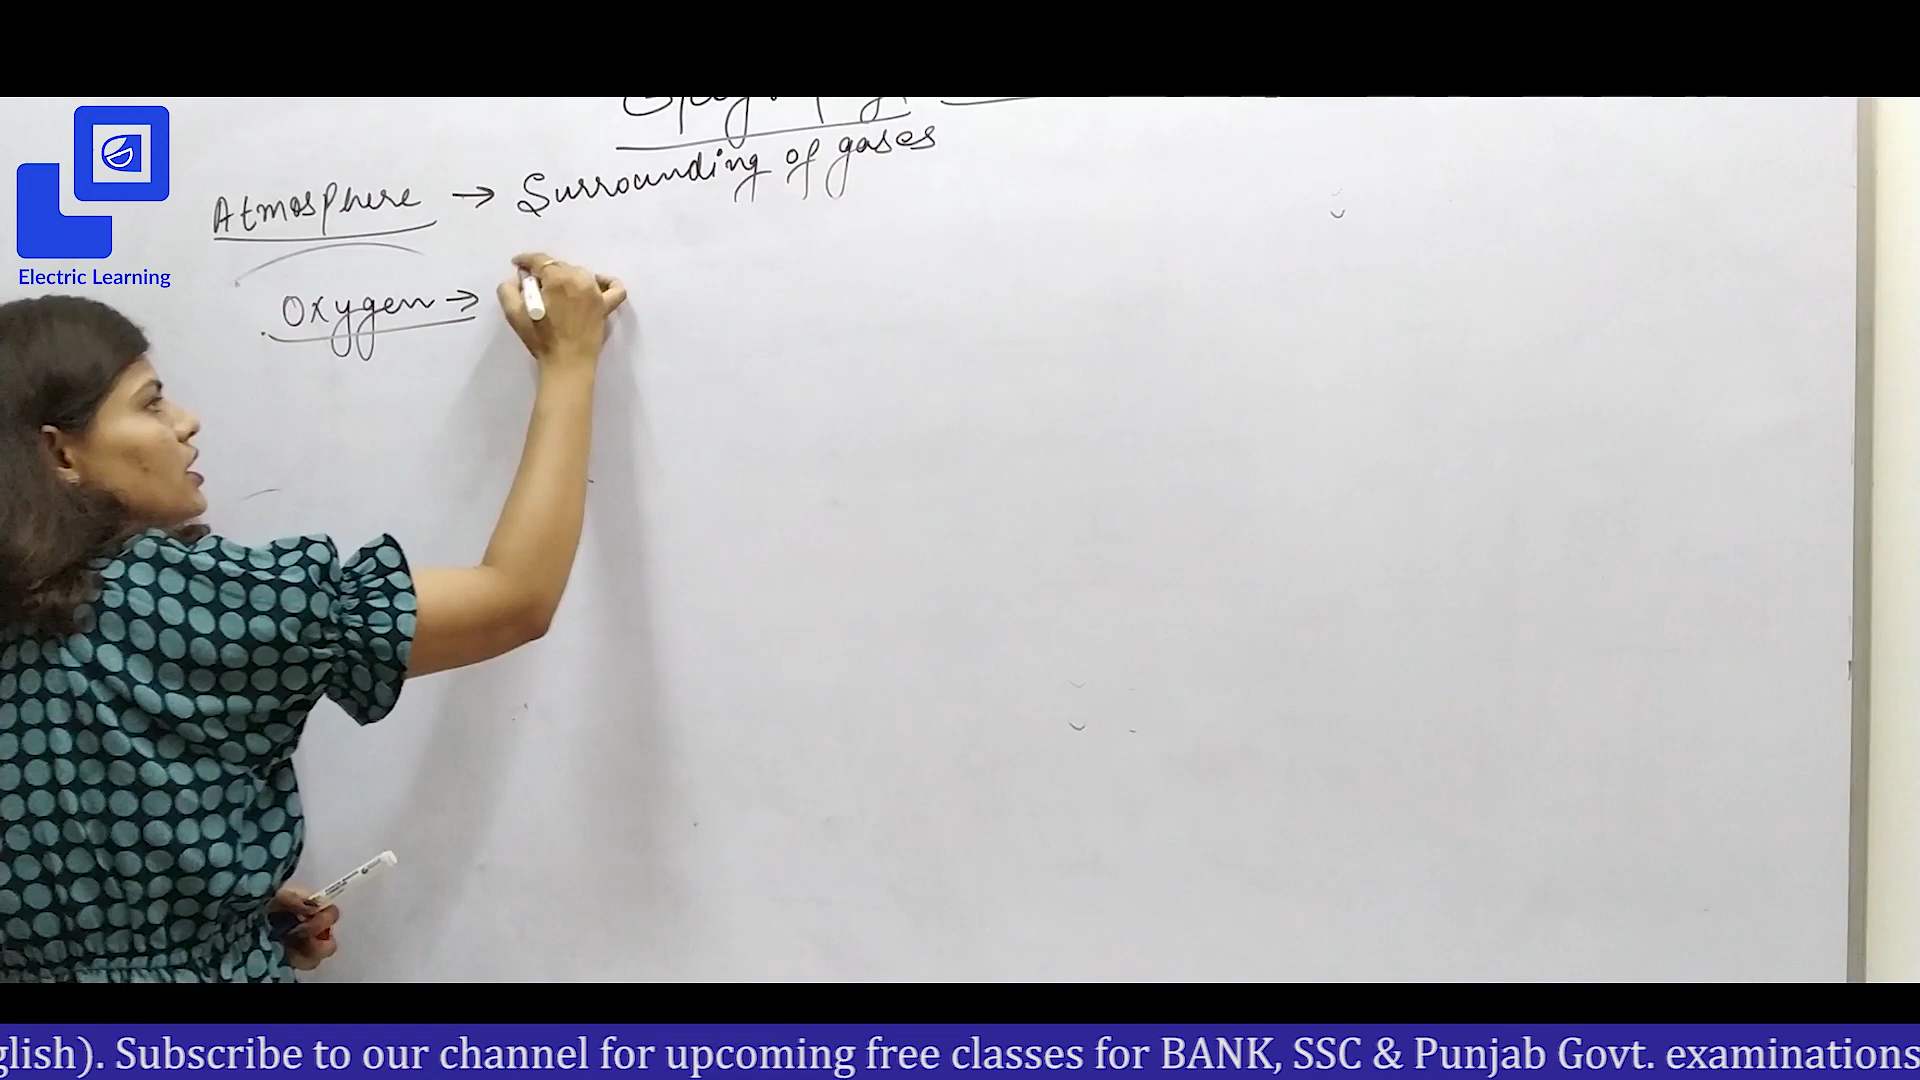 Surrounding of gases
Atmosphere →
Oxygen →
Electric Learning
glish). Subscribe to our channel for upcoming free classes for BANK, SSC & Punjab Govt. examinations